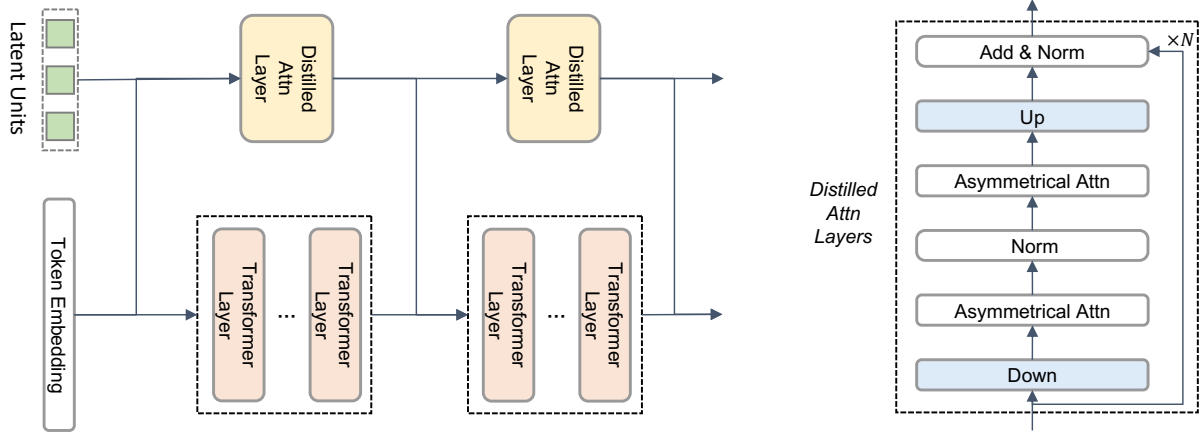 Latent Units
Distilled
Attn
Layer
Distilled
Attn
Layer
Token Embedding
Transformer
Layer
...
Transformer
Layer
Transformer
Layer
...
Transformer
Layer
Distilled
Attn
Layers
×N
Add & Norm
Up
Asymmetrical Attn
Norm
Asymmetrical Attn
Down